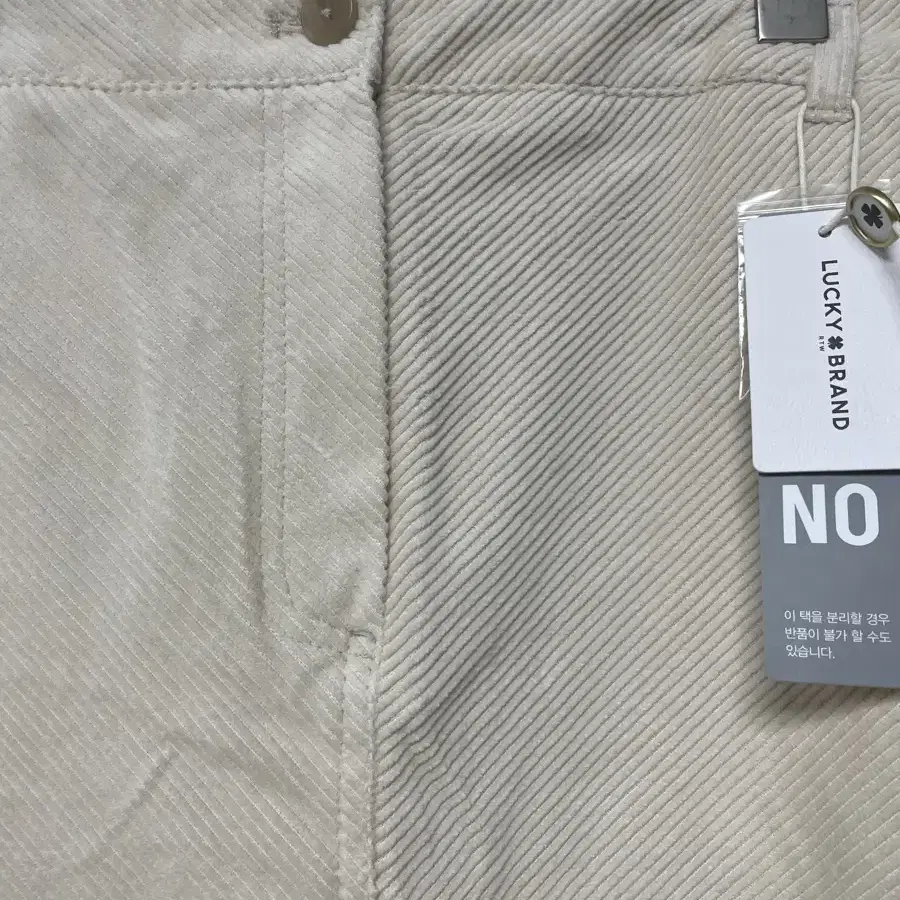 LUCKY BRAND
RTW
NO
이 택을 분리할 경우
반품이 불가 할 수도
있습니다.